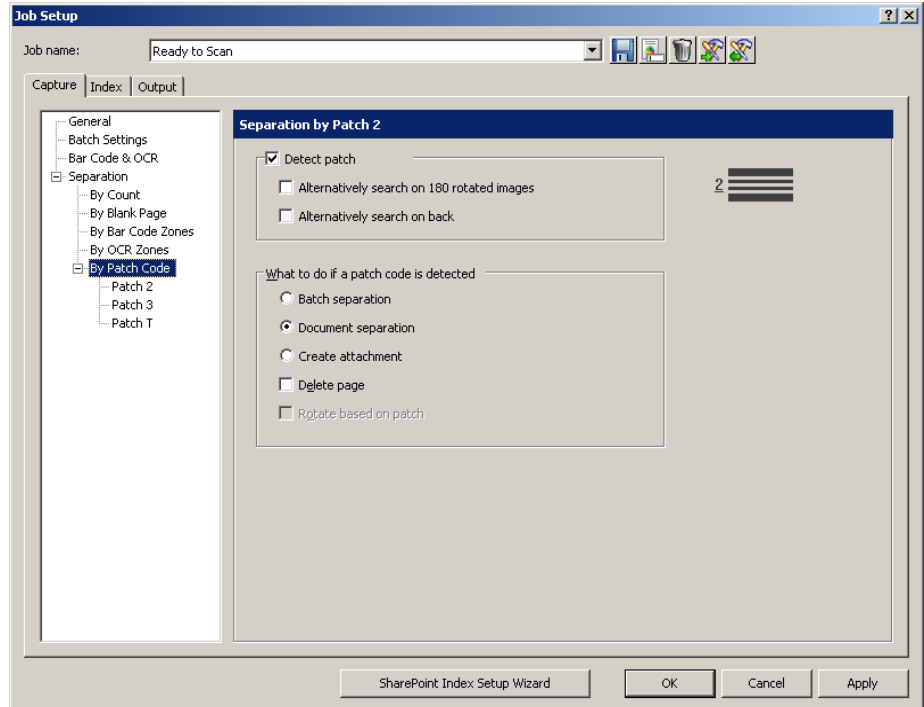 Job Setup
Job name:
Ready to Scan
Capture
Index
Output
General
Batch Settings
Bar Code & OCR
Separation
By Count
By Blank Page
By Bar Code Zones
By OCR Zones
By Patch Code
Patch 2
Patch 3
Patch T
Separation by Patch 2
Detect patch
Alternatively search on 180 rotated images
Alternatively search on back
2
What to do if a patch code is detected
Batch separation
Document separation
Create attachment
Delete page
Rotate based on patch
SharePoint Index Setup Wizard
OK
Cancel
Apply